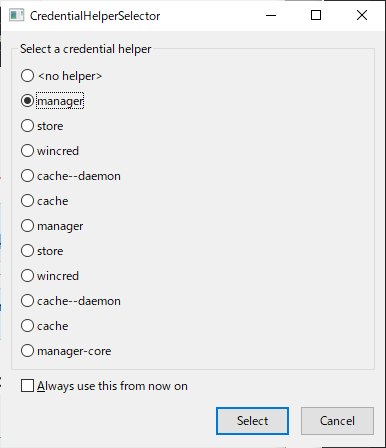 CredentialHelperSelector
Select a credential helper
<no helper>
manager
store
wincred
cache--daemon
cache
manager
store
wincred
cache--daemon
cache
manager-core
Always use this from now on
Select
Cancel